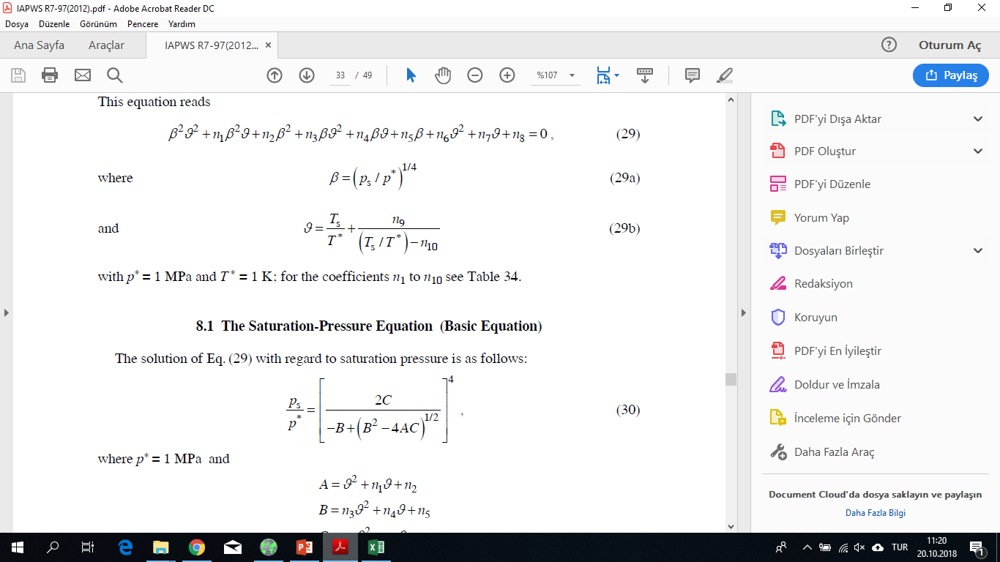 IAPWS R7-97(2012).pdf - Adobe Acrobat Reader DC
Dosya Düzenle Görünüm Pencere Yardım
Ana Sayfa Araçlar IAPWS R7-97(2012... × Oturum Aç
33 / 49 %107 Paylaş
This equation reads
β²ϑ² + n₁β²ϑ + n₂β² + n₃βϑ² + n₄βϑ + n₅β + n₆ϑ² + n₇ϑ + n₈ = 0 , (29)
where β = (pₛ / p*)^1/4 (29a)
and ϑ = Tₛ/T* + n₉/((Tₛ / T*) − n₁₀) (29b)
with p* = 1 MPa and T* = 1 K; for the coefficients n₁ to n₁₀ see Table 34.
8.1 The Saturation-Pressure Equation (Basic Equation)
The solution of Eq. (29) with regard to saturation pressure is as follows:
pₛ/p* = [2C/(−B + (B² − 4AC)^1/2)]^4 , (30)
where p* = 1 MPa and
A = ϑ² + n₁ϑ + n₂
B = n₃ϑ² + n₄ϑ + n₅
PDF'yi Dışa Aktar
PDF Oluştur
PDF'yi Düzenle
Yorum Yap
Dosyaları Birleştir
Redaksiyon
Koruyun
PDF'yi En İyileştir
Doldur ve İmzala
İnceleme için Gönder
Daha Fazla Araç
Document Cloud'da dosya saklayın ve paylaşın
Daha Fazla Bilgi
TUR 11:20
20.10.2018 1